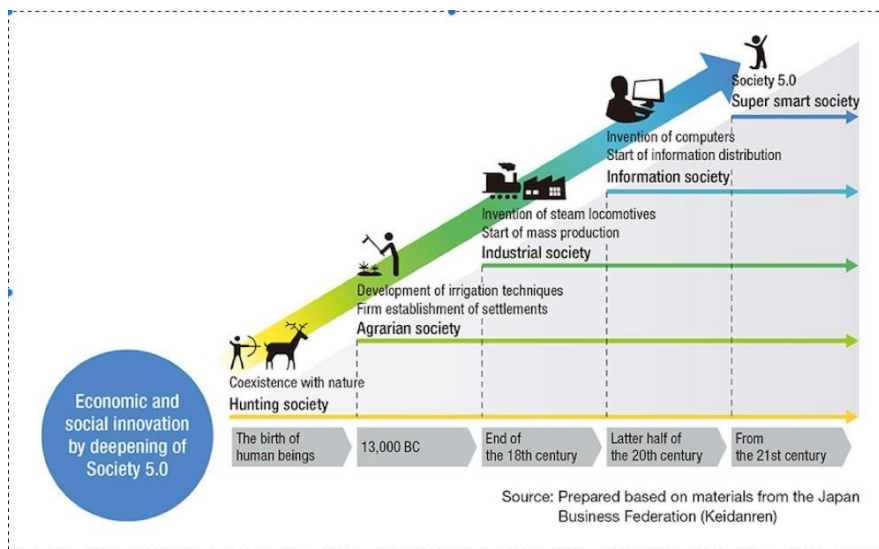 Society 5.0
Super smart society
Invention of computers
Start of information distribution
Information society
Invention of steam locomotives
Start of mass production
Industrial society
Development of irrigation techniques
Firm establishment of settlements
Agrarian society
Coexistence with nature
Hunting society
Economic and
social innovation
by deepening of
Society 5.0
The birth of
human beings
13,000 BC
End of
the 18th century
Latter half of
the 20th century
From
the 21st century
Source: Prepared based on materials from the Japan
Business Federation (Keidanren)